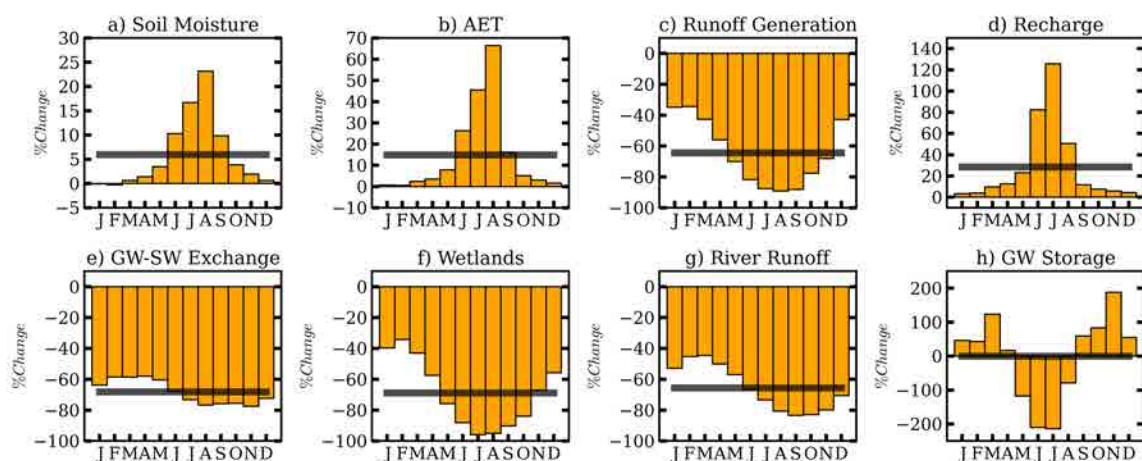 a) Soil Moisture
%Change
30
25
20
15
10
5
0
−5
J F M A M J J A S O N D
b) AET
%Change
70
60
50
40
30
20
10
0
−10
J F M A M J J A S O N D
c) Runoff Generation
%Change
0
−20
−40
−60
−80
−100
J F M A M J J A S O N D
d) Recharge
%Change
140
120
100
80
60
40
20
0
J F M A M J J A S O N D
e) GW-SW Exchange
%Change
0
−20
−40
−60
−80
−100
J F M A M J J A S O N D
f) Wetlands
%Change
0
−20
−40
−60
−80
−100
J F M A M J J A S O N D
g) River Runoff
%Change
0
−20
−40
−60
−80
−100
J F M A M J J A S O N D
h) GW Storage
%Change
200
100
0
−100
−200
J F M A M J J A S O N D